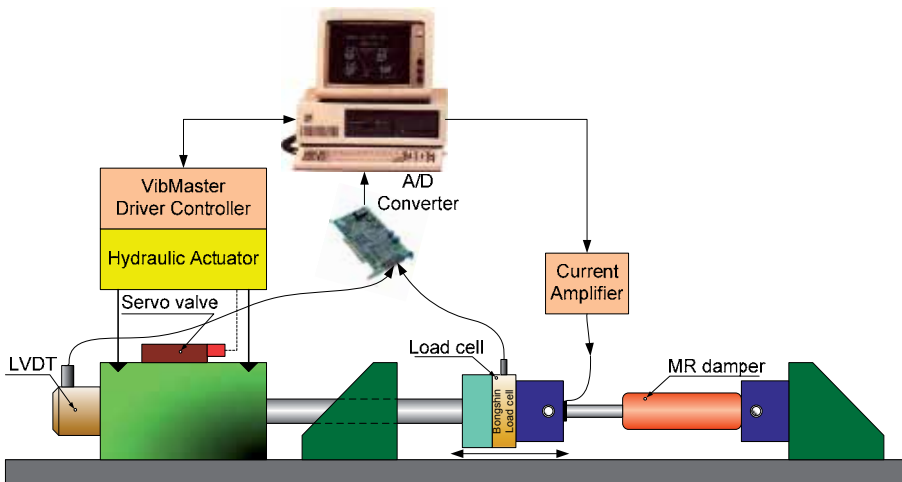 A/D
Converter
VibMaster
Driver Controller
Hydraulic Actuator
Servo valve
LVDT
Current
Amplifier
Load cell
Bongshin
Load cell
MR damper